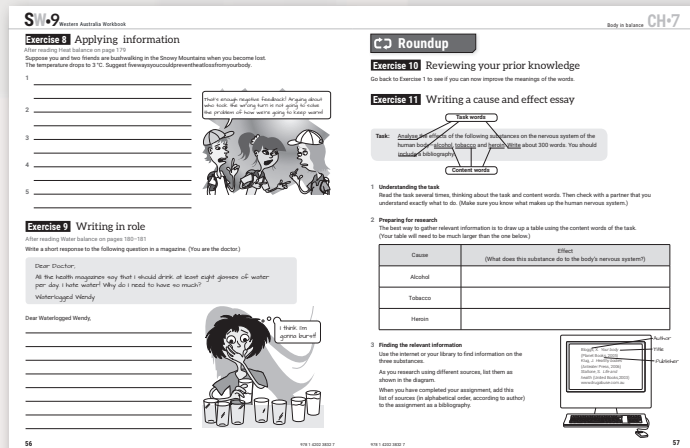 SW•9 Western Australia Workbook
Exercise 8 Applying information
After reading Heat balance on page 179
Suppose you and friends are bushwalking in the Snowy Mountains when you become lost.
The temperature drops to 3 °C. Suggest fivewaysyoucouldpreventheatlossfromyourbody.
1
That's enough negative feedback! Arguing about
who took the wrong turn is not going to solve
the problem of how we're going to keep warm!
2
3
4
5
Exercise 9 Writing in role
After reading Water balance on pages 180–181
Write a short response to the following question in a magazine. (You are the doctor.)
Dear Doctor,
All the health magazines say that I should drink at least eight glasses of water
per day. I hate water! Why do I need to have so much?
Waterlogged Wendy
Dear Waterlogged Wendy,
I think I'm
gonna burst!
56
978 1 4202 3832 7
Body in balance CH•7
Roundup
Exercise 10 Reviewing your prior knowledge
Go back to Exercise 1 to see if you can now improve the meanings of the words.
Exercise 11 Writing a cause and effect essay
Task words
Task: Analyse the effects of the following substances on the nervous system of the
human body: alcohol, tobacco and heroin. Write about 300 words. You should
include a bibliography.
Content words
1 Understanding the task
Read the task several times, thinking about the task and content words. Then check with a partner that you
understand exactly what to do. (Make sure you know what makes up the human nervous system.)
2 Preparing for research
The best way to gather relevant information is to draw up a table using the content words of the task.
(Your table will need to be much larger than the one below.)
Cause
Effect
(What does this substance do to the body's nervous system?)
Alcohol
Tobacco
Heroin
3 Finding the relevant information
Use the internet or your library to find information on the
three substances.
As you research using different sources, list them as
shown in the diagram.
When you have completed your assignment, add this
list of sources (in alphabetical order, according to author)
to the assignment as a bibliography.
Author
Title
Publisher
www.drugabuse.com.au
978 1 4202 3832 7
57